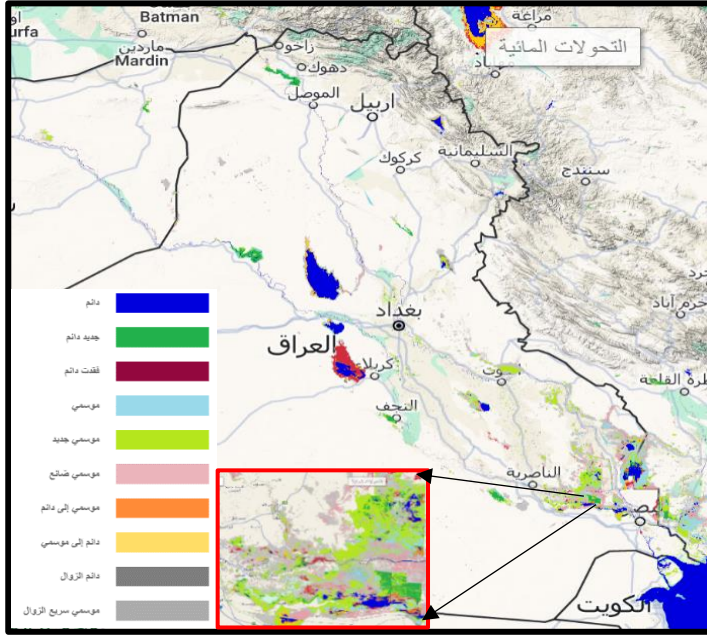 Batman
مراغة
urfa
ماردين
Mardin
زاخو
دهوك
التحولات المائية
الموصل
اربيل
السليمانية
كركوك
سنندج
خرم آباد
بغداد
العراق
كربلاء
النجف
الناصرية
الكويت
دائم
جديد دائم
فقدت دائم
موسمي
موسمي جديد
موسمي ضائع
موسمي إلى دائم
دائم إلى موسمي
دائم الزوال
موسمي سريع الزوال